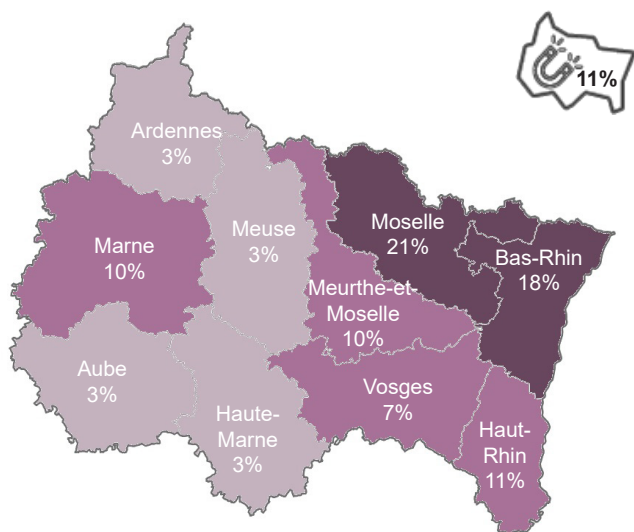 11%
Ardennes
3%
Moselle
21%
Meuse
3%
Marne
10%
Bas-Rhin
18%
Meurthe-et-
Moselle
10%
Aube
3%
Vosges
7%
Haute-
Marne
3%
Haut-
Rhin
11%